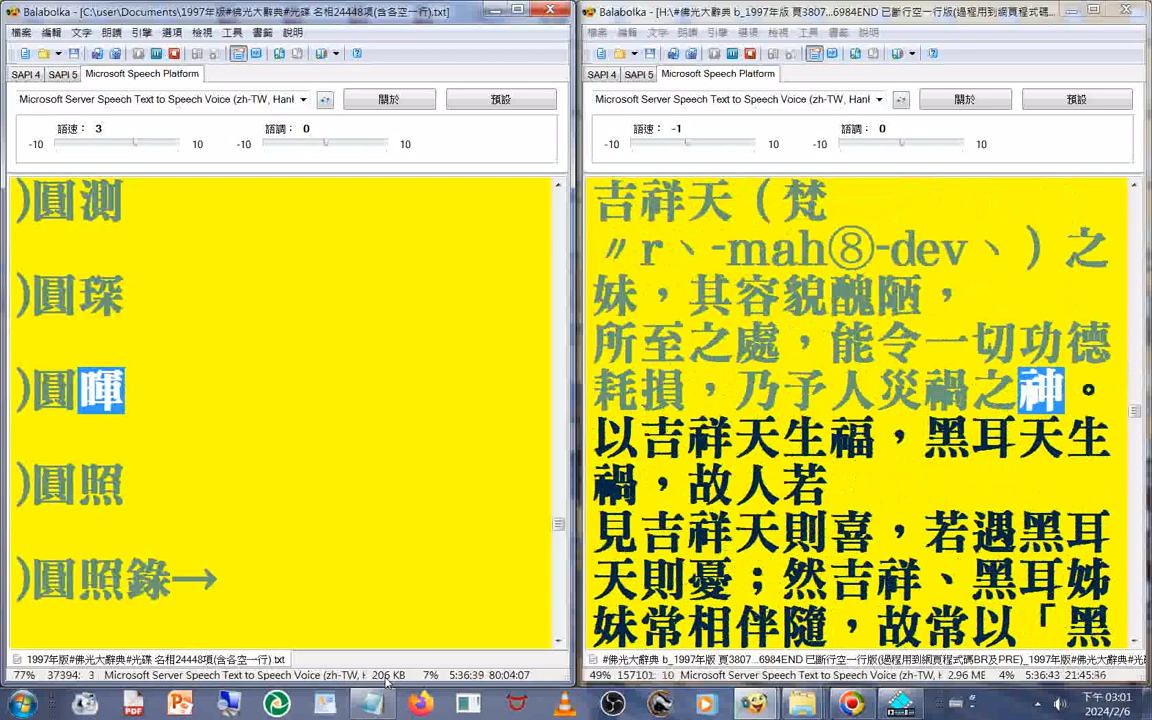 Balabolka - [C:\user\Documents\1997年版#佛光大辭典#光碟 名相24448項(含各空一行).txt]
檔案 編輯 文字 朗讀 引擎 選項 檢視 工具 書籤 說明
SAPI 4 SAPI 5 Microsoft Speech Platform
Microsoft Server Speech Text to Speech Voice (zh-TW, Hanl
關於
預設
語速： 3
語調： 0
-10 10 -10 10
)圓測
)圓琛
)圓暉
)圓照
)圓照錄→
1997年版#佛光大辭典#光碟 名相24448項(含各空一行).txt
77% 37394: 3 Microsoft Server Speech Text to Speech Voice (zh-TW, H 206 KB 7% 5:36:39 80:04:07
Balabolka - [H:\#佛光大辭典 b_1997年版 頁3807...6984END 已斷行空一行版(過程用到網頁程式碼
檔案 編輯 文字 朗讀 引擎 選項 檢視 工具 書籤 說明
SAPI 4 SAPI 5 Microsoft Speech Platform
Microsoft Server Speech Text to Speech Voice (zh-TW, Hanl
關於
預設
語速： -1
語調： 0
-10 10 -10 10
吉祥天（梵
〃r﹨-mah⑧-dev﹨）之
妹，其容貌醜陋，
所至之處，能令一切功德
耗損，乃予人災禍之神。
以吉祥天生福，黑耳天生
禍，故人若
見吉祥天則喜，若遇黑耳
天則憂；然吉祥、黑耳姊
妹常相伴隨，故常以「黑
#佛光大辭典 b_1997年版 頁3807...6984END 已斷行空一行版(過程用到網頁程式碼BR及PRE)_1997年版#佛光
49% 157101: 10 Microsoft Server Speech Text to Speech Voice (zh-TW, H 2.96 MB 4% 5:36:43 21:45:36
下午 03:01
2024/2/6